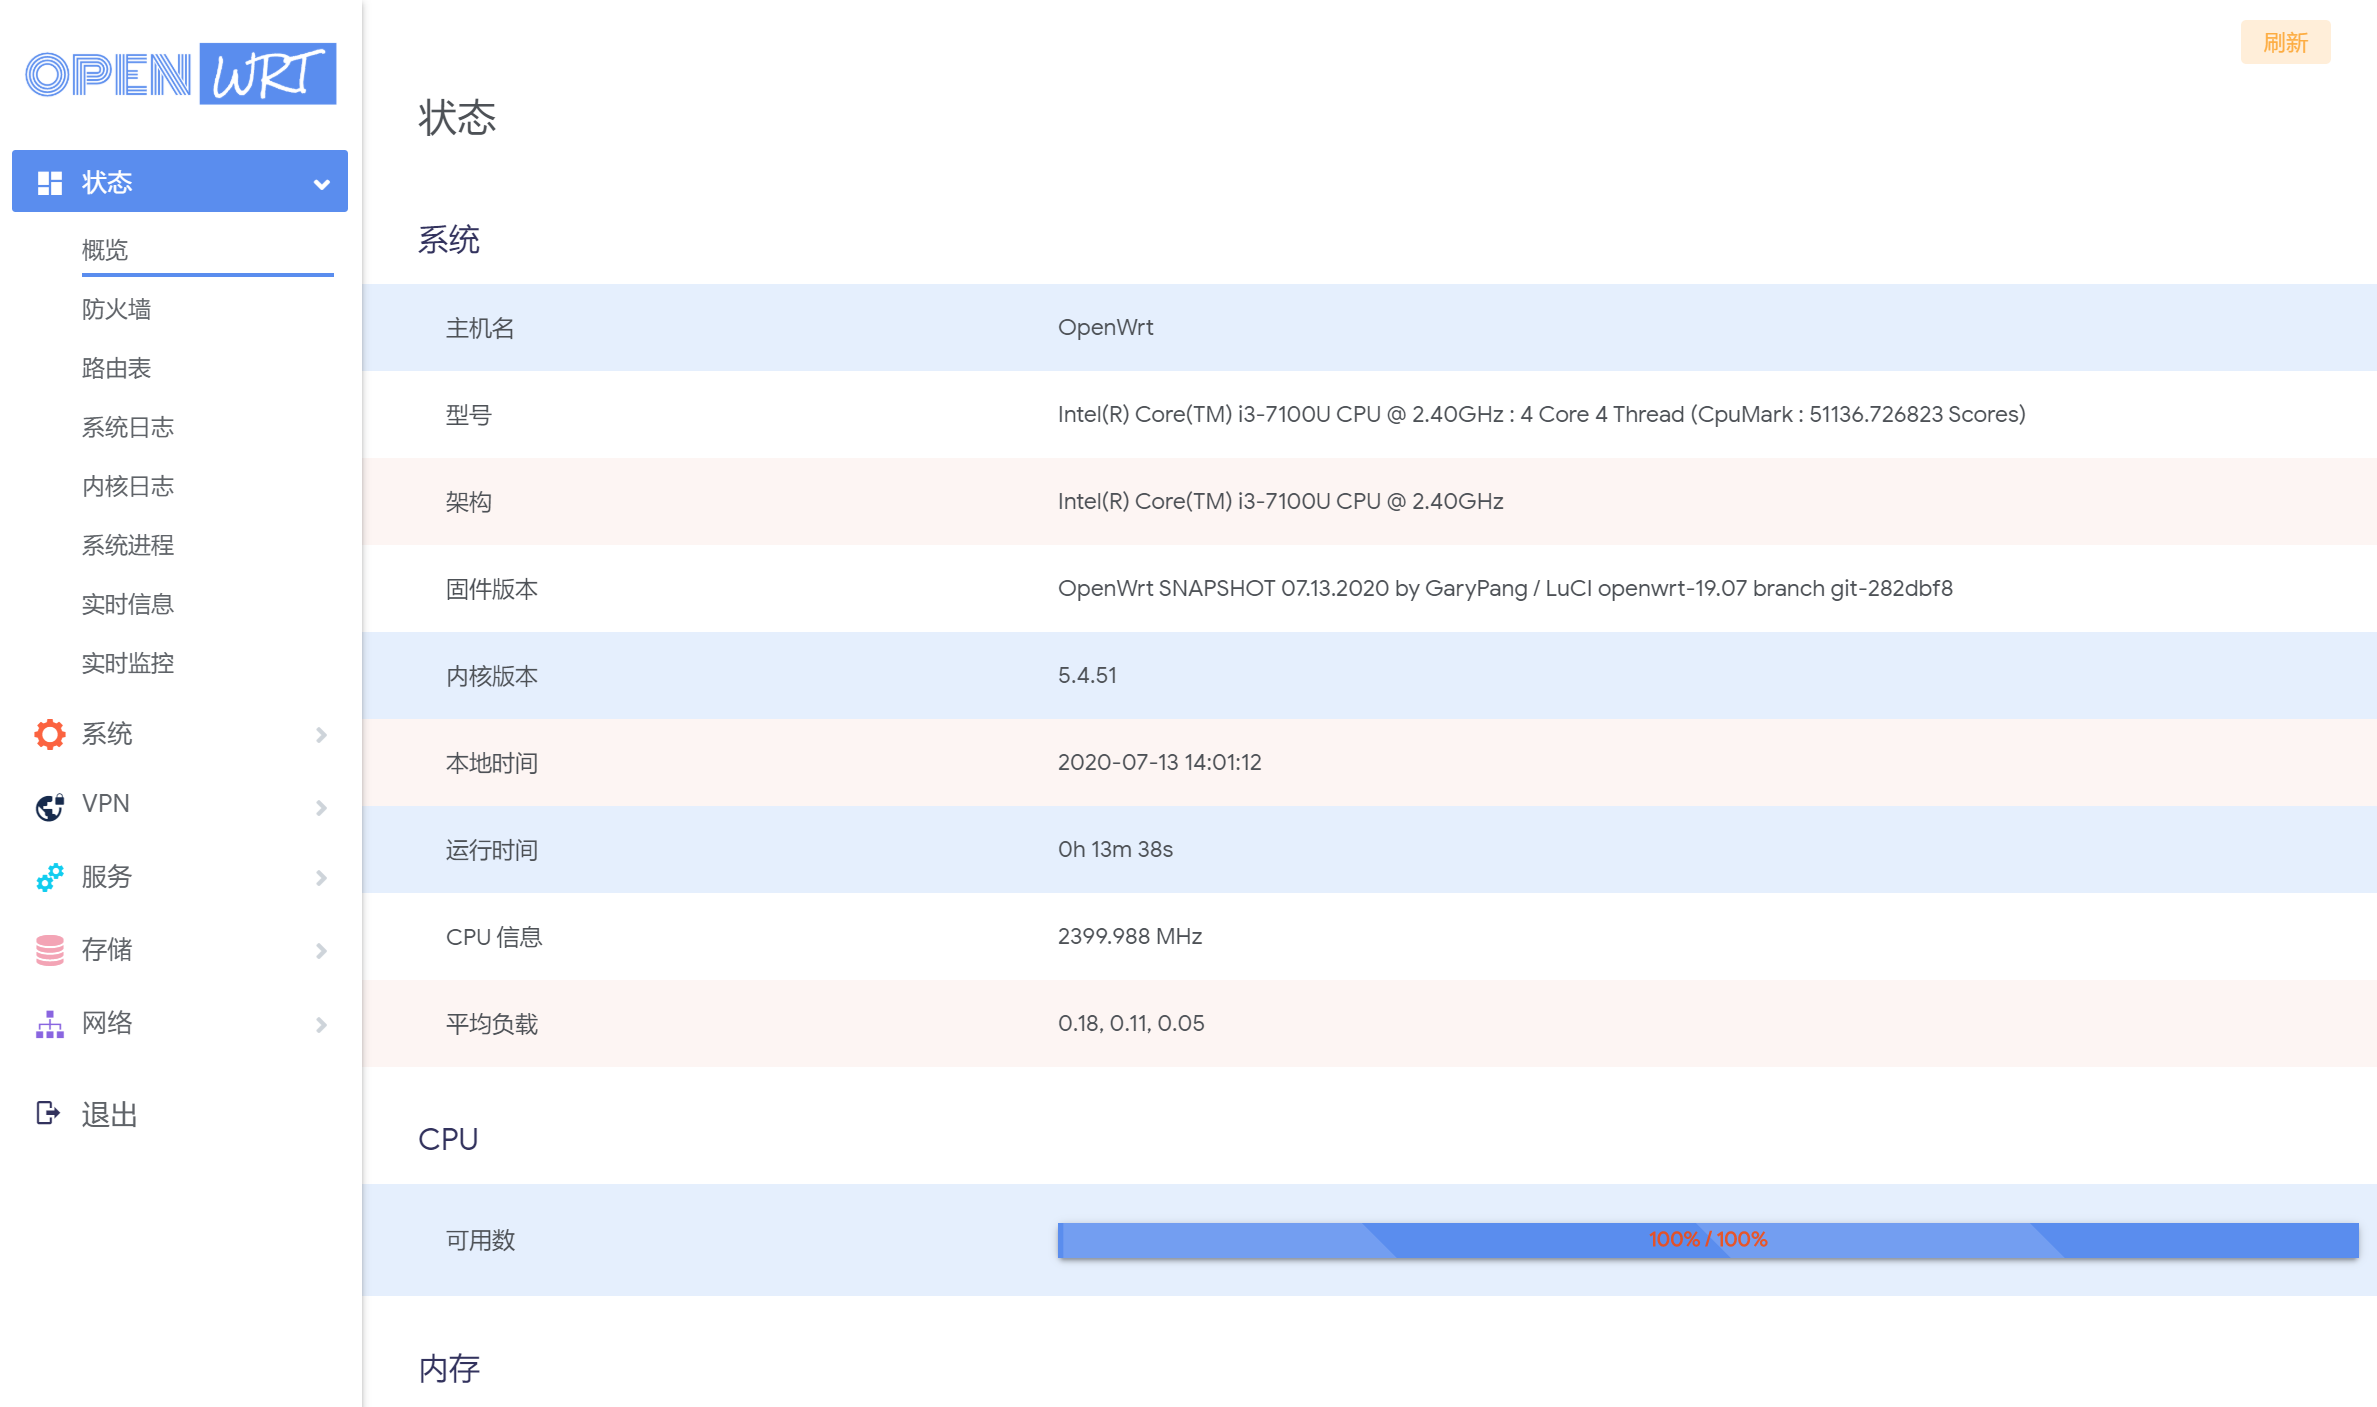 OPENWRT
状态
概览
防火墙
路由表
系统日志
内核日志
系统进程
实时信息
实时监控
系统
VPN
服务
存储
网络
退出
刷新
状态
系统
主机名 OpenWrt
型号 Intel(R) Core(TM) i3-7100U CPU @ 2.40GHz : 4 Core 4 Thread (CpuMark : 51136.726823 Scores)
架构 Intel(R) Core(TM) i3-7100U CPU @ 2.40GHz
固件版本 OpenWrt SNAPSHOT 07.13.2020 by GaryPang / LuCI openwrt-19.07 branch git-282dbf8
内核版本 5.4.51
本地时间 2020-07-13 14:01:12
运行时间 0h 13m 38s
CPU 信息 2399.988 MHz
平均负载 0.18, 0.11, 0.05
CPU
可用数 100% / 100%
内存